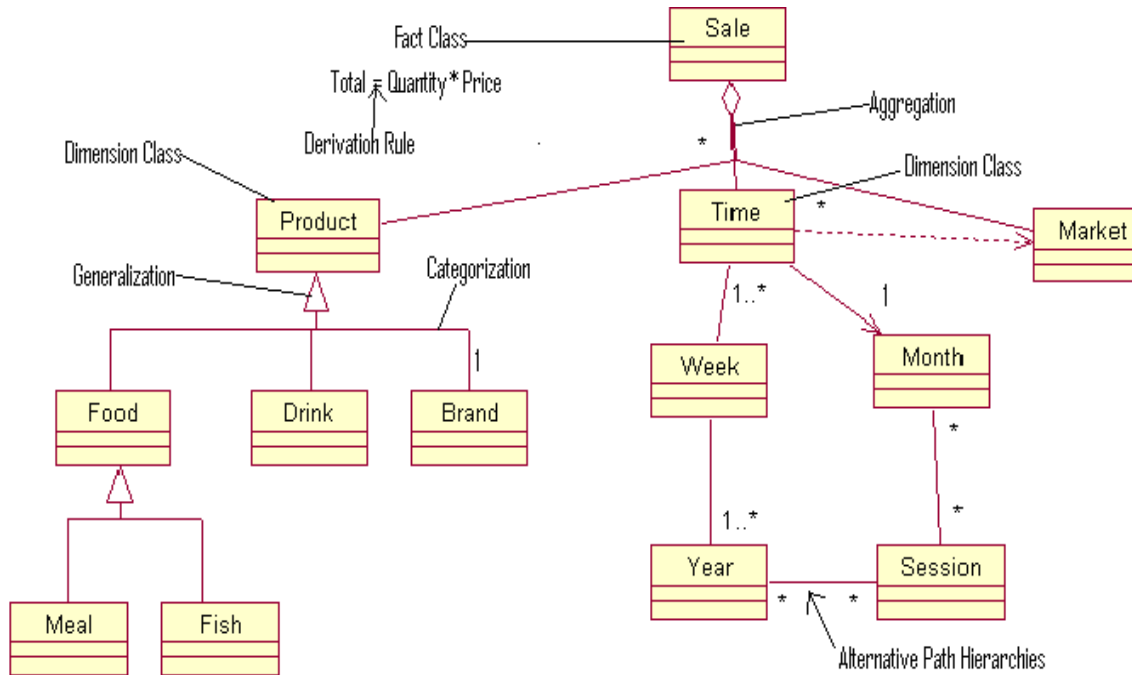 Sale
Fact Class
Total = Quantity * Price
Aggregation
Derivation Rule
*
Dimension Class
Dimension Class
Product
Time
*
Market
Generalization
Categorization
1..*
1
Week
Month
1
Food
Drink
Brand
*
1..*
*
Year
Session
*
*
Meal
Fish
Alternative Path Hierarchies